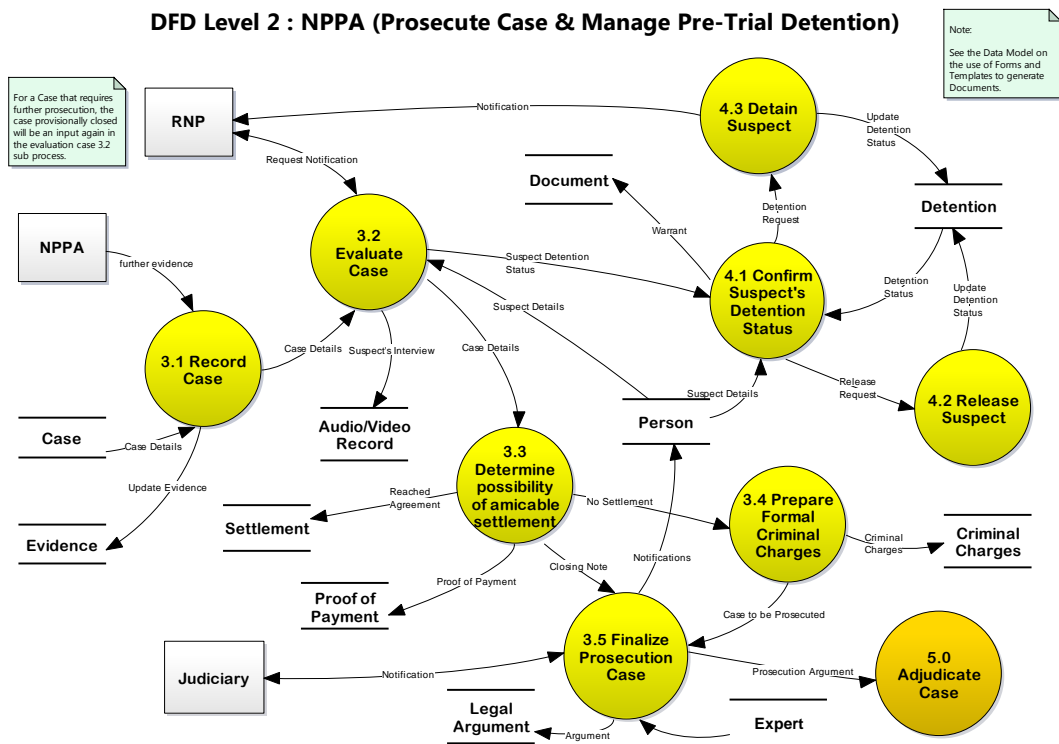 DFD Level 2 : NPPA (Prosecute Case & Manage Pre-Trial Detention)
Note:
See the Data Model on
the use of Forms and
Templates to generate
Documents.
For a Case that requires
further prosecution, the
case provisionally closed
will be an input again in
the evaluation case 3.2
sub process.
RNP
Notification
4.3 Detain
Suspect
Update
Detention
Status
Request Notification
Document
Detention
Detention
Request
Warrant
NPPA
further evidence
3.2
Evaluate
Case
Suspect Detention
Status
Suspect Details
4.1 Confirm
Suspect's
Detention
Status
Detention
Status
Update
Detention
Status
3.1 Record
Case
Case Details
Suspect's Interview
Case Details
Suspect Details
Release
Request
4.2 Release
Suspect
Case
Case Details
Audio/Video
Record
Person
Update Evidence
3.3
Determine
possibility
of amicable
settlement
Reached
Agreement
No Settlement
3.4 Prepare
Formal
Criminal
Charges
Settlement
Evidence
Criminal
Charges
Criminal
Charges
Notifications
Closing Note
Proof of Payment
Proof of
Payment
Case to be Prosecuted
Judiciary
Notification
3.5 Finalize
Prosecution
Case
Prosecution Argument
5.0
Adjudicate
Case
Legal
Argument
Argument
Expert